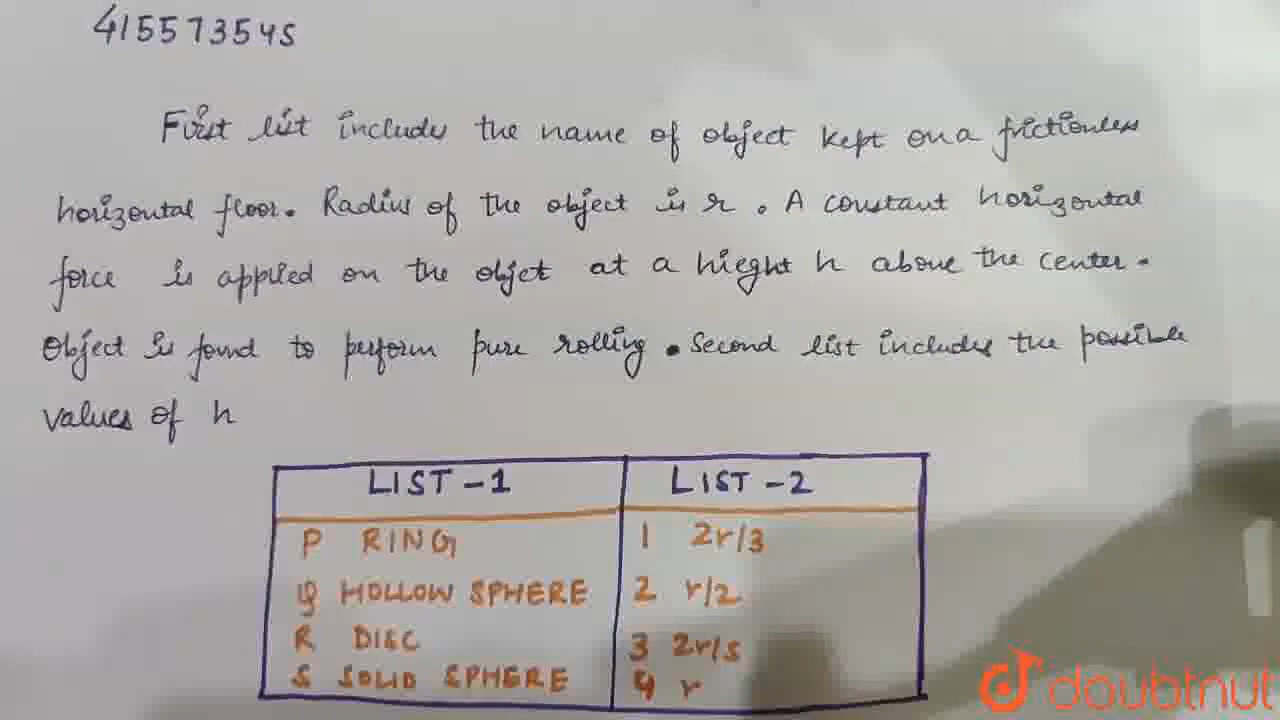 415573545
First list includes the name of object kept on a frictionless
horizontal floor. Radius of the object is r. A constant horizontal
force is applied on the objet at a hieght h above the center.
Object is found to perform pure rolling. Second list includes the possible
values of h
LIST-1 LIST-2
P RING 1 2r/3
Q HOLLOW SPHERE 2 r/2
R DISC 3 2r/5
S SOLID SPHERE 4 r
doubtnut